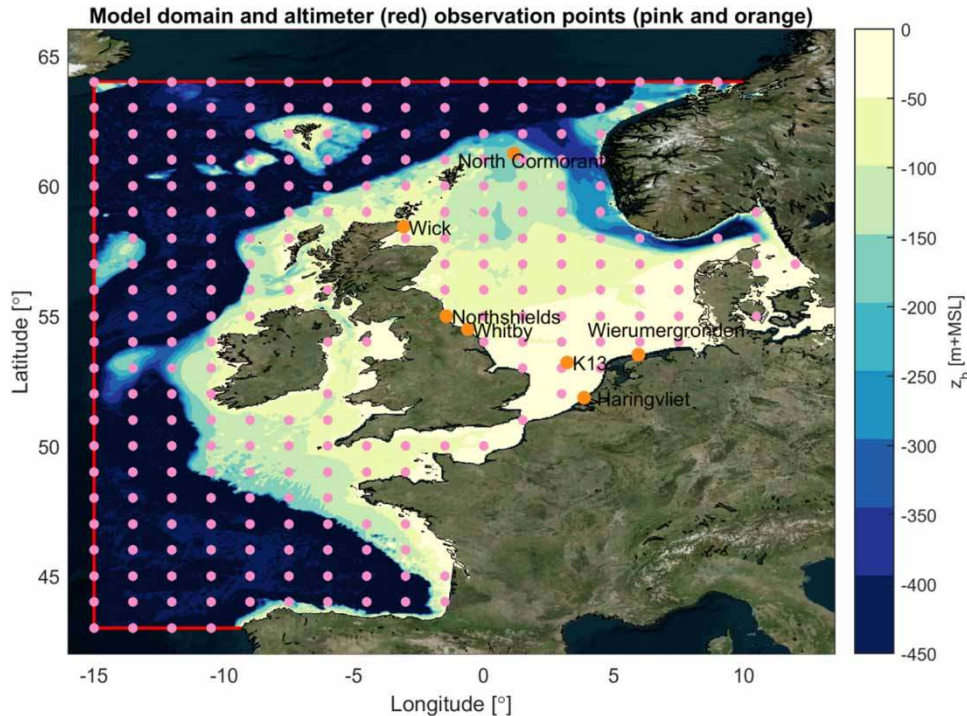 Model domain and altimeter (red) observation points (pink and orange)
65
60
55
50
45
Latitude [°]
-15
-10
-5
0
5
10
Longitude [°]
North Cormorant
Wick
Northshields
Whitby
Wierumergronden
K13
Haringvliet
0
-50
-100
-150
-200
-250
-300
-350
-400
-450
z_b [m+MSL]